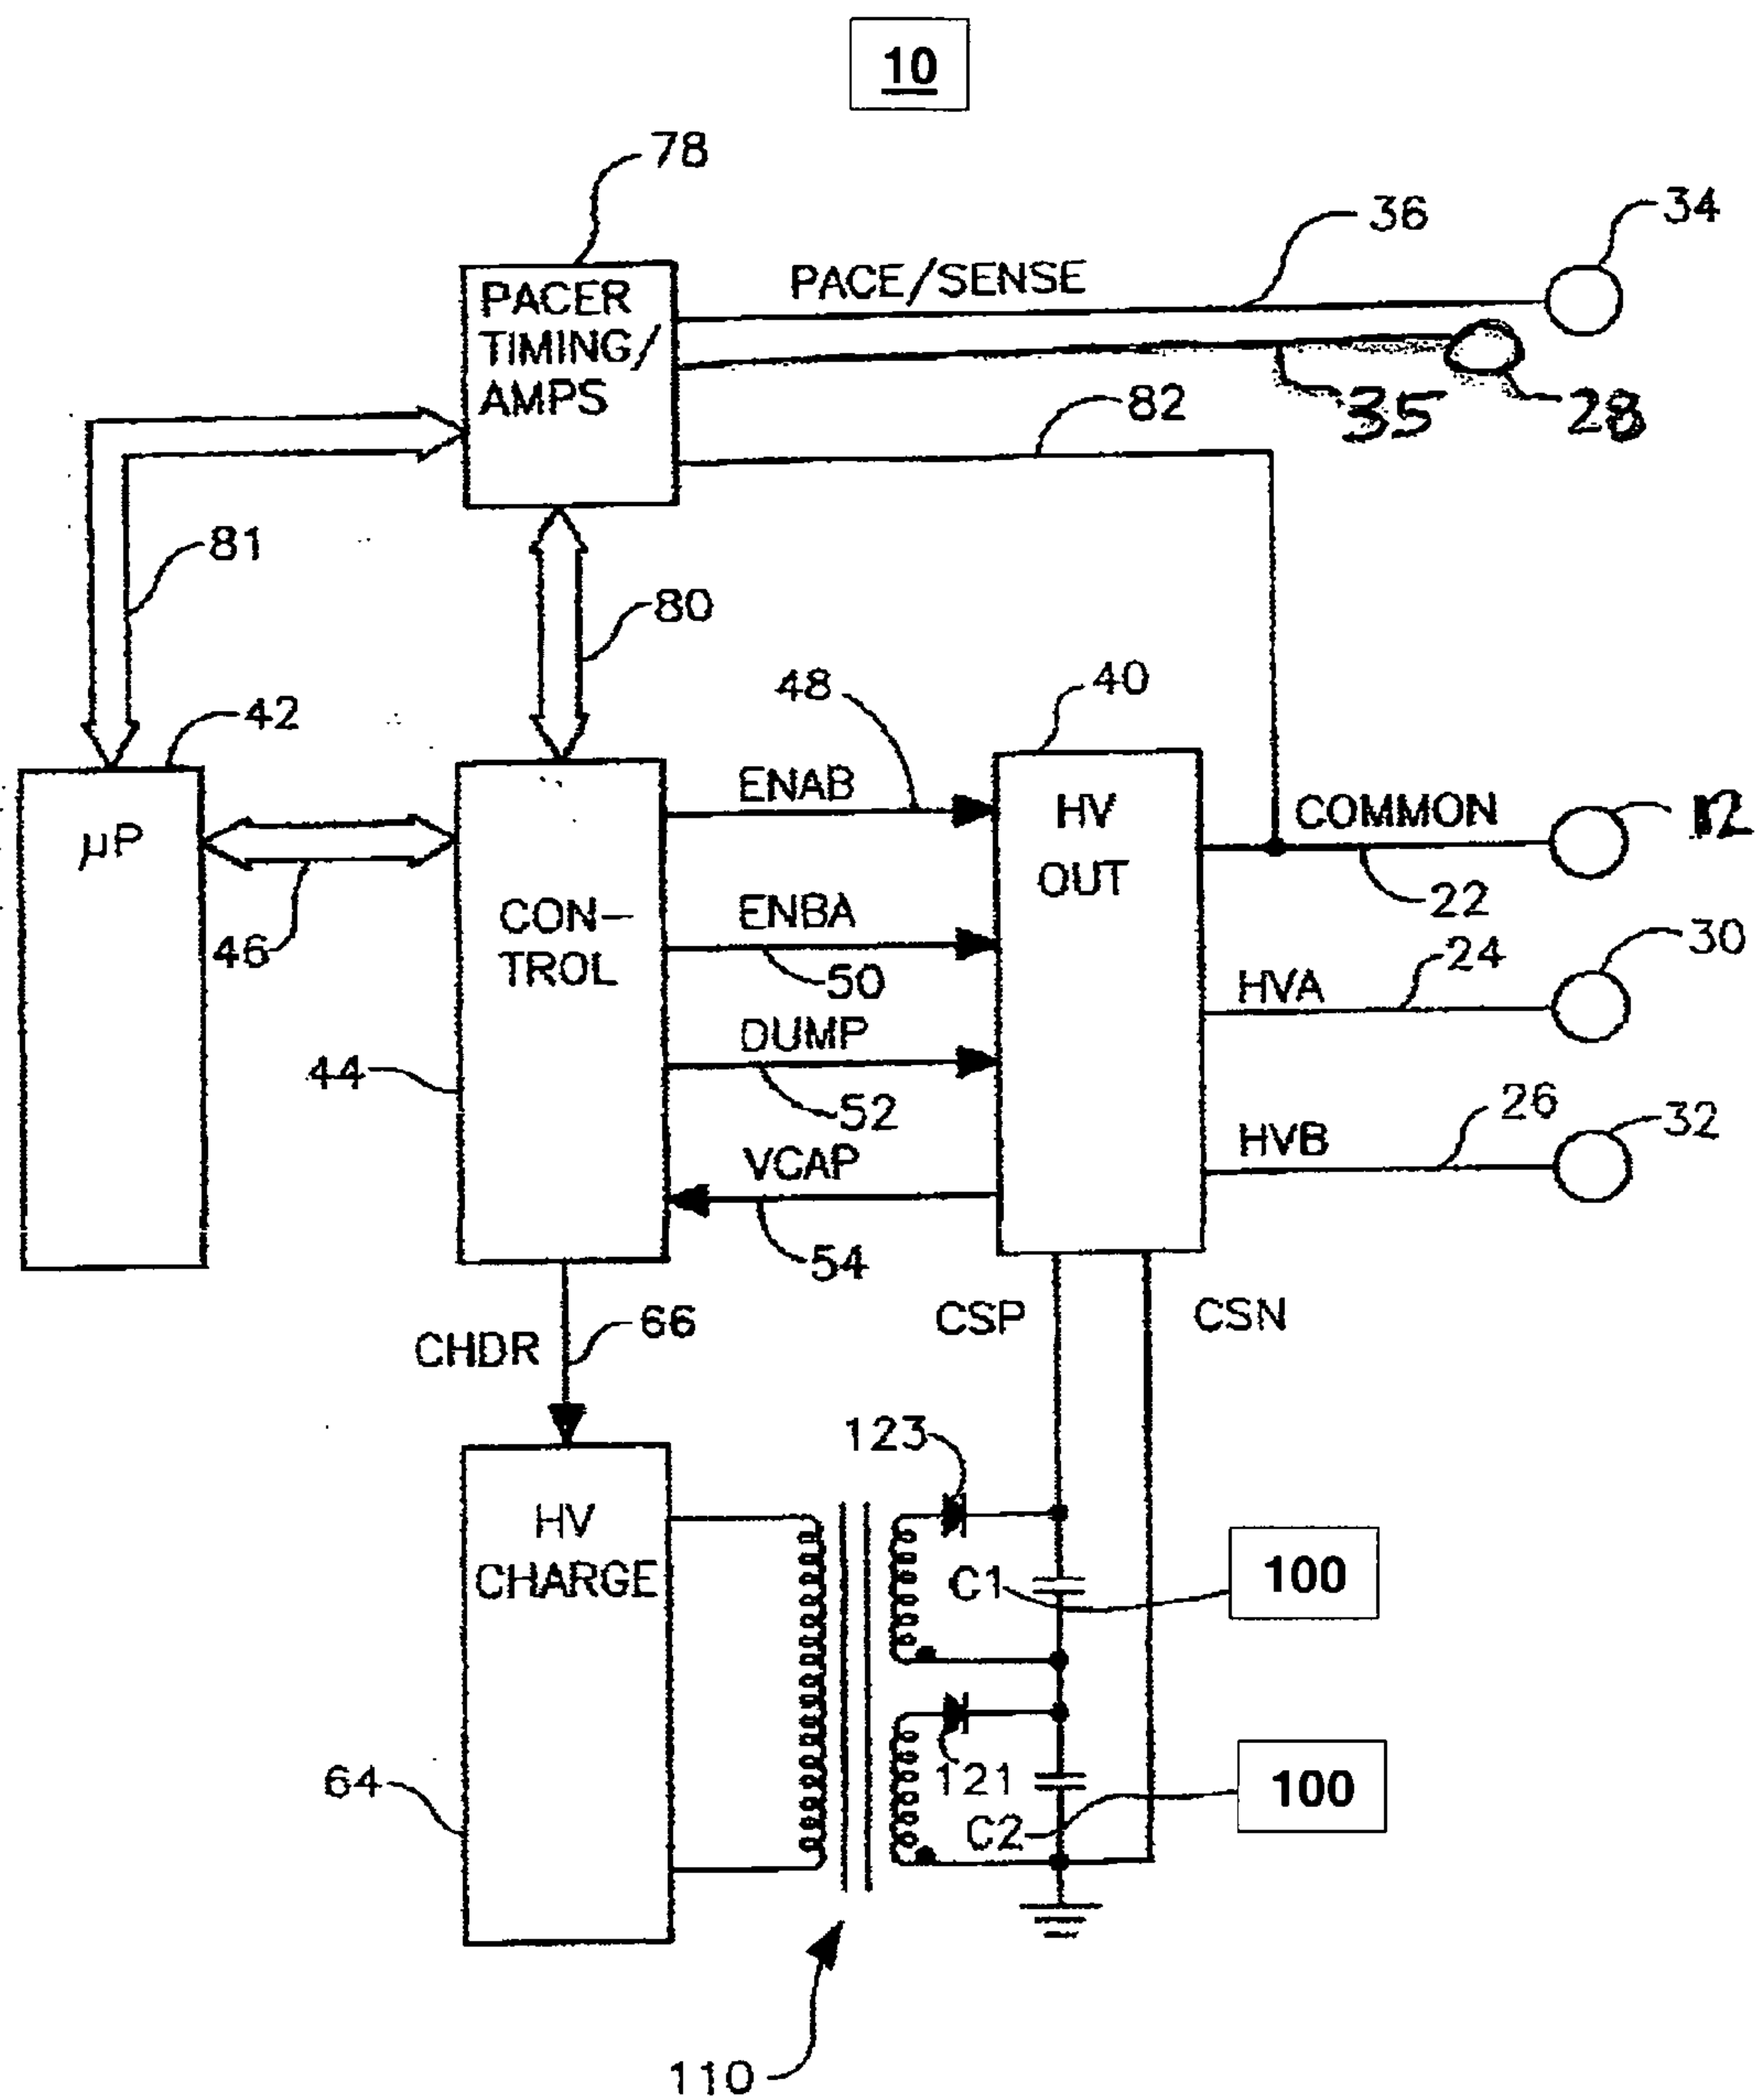 10
78
36
34
PACER
TIMING/
AMPS
PACE/SENSE
35
28
82
81
80
42
48
40
ENAB
HV
OUT
COMMON
12
22
µP
46
CON-
TROL
ENBA
50
HVA
24
30
44
DUMP
52
HVB
26
32
VCAP
54
CSP
CSN
CHDR
66
123
HV
CHARGE
C1
100
64
121
C2
100
110